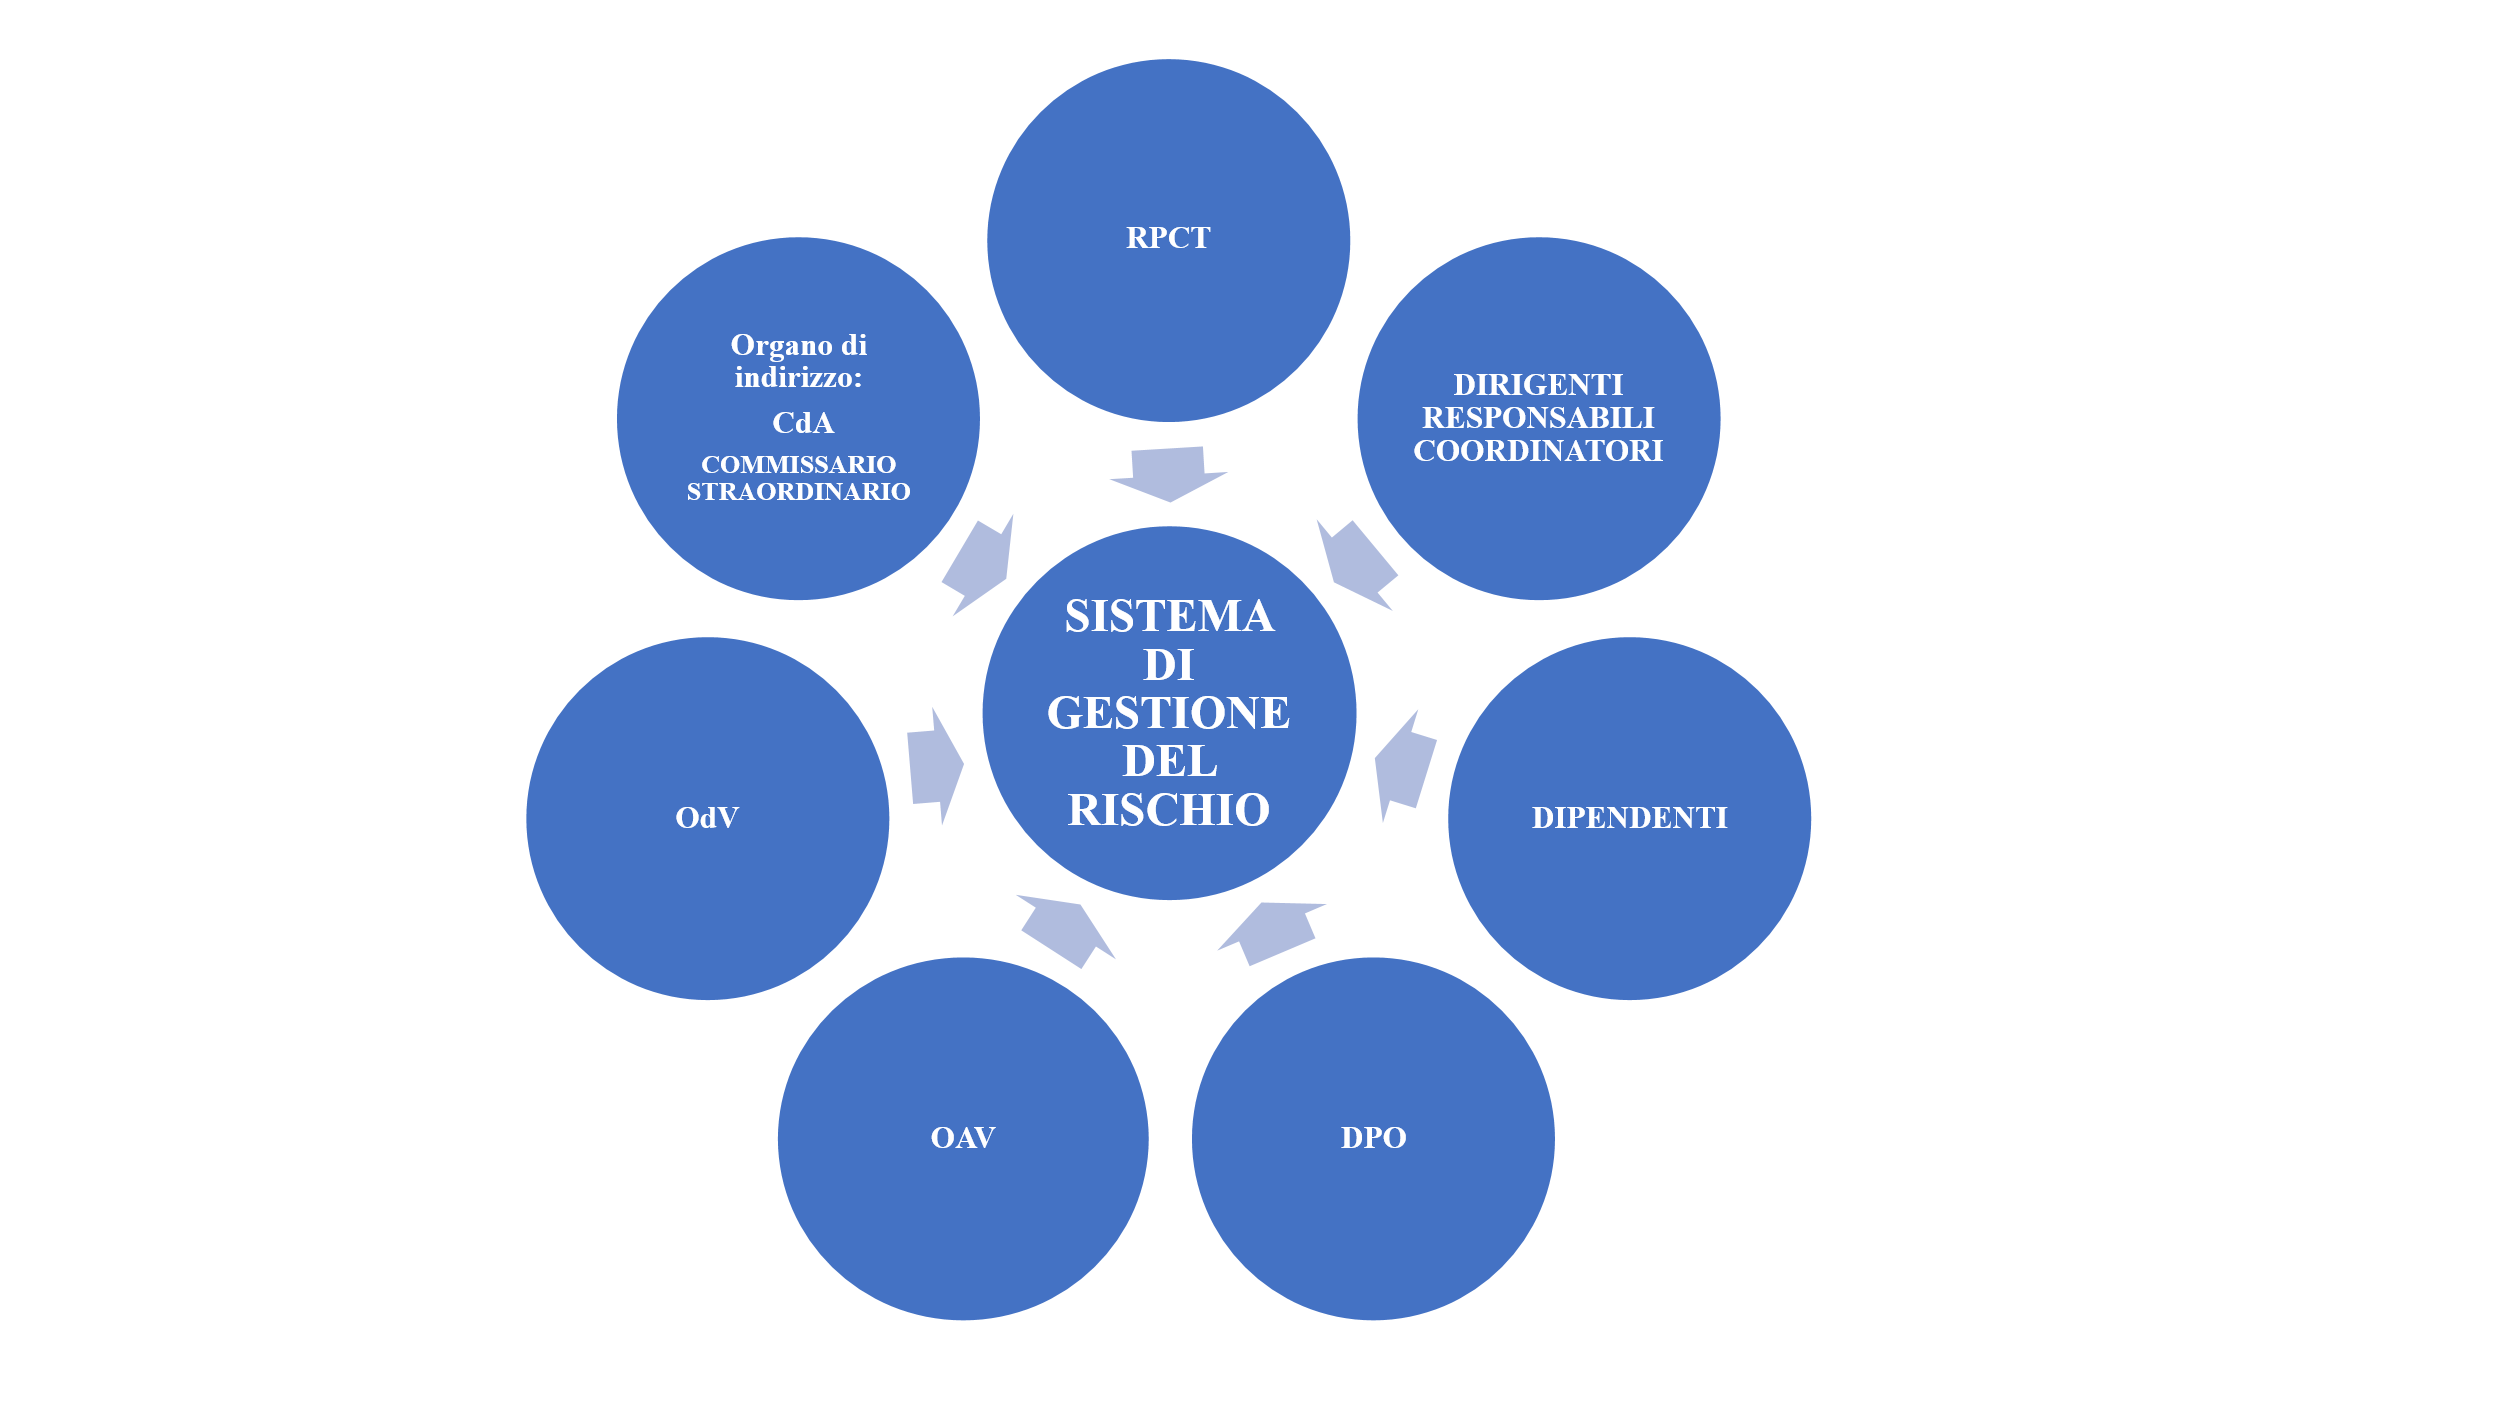 RPCT
Organo di
indirizzo:
CdA
COMMISSARIO
STRAORDINARIO
DIRIGENTI
RESPONSABILI
COORDINATORI
SISTEMA
DI
GESTIONE
DEL
RISCHIO
OdV
DIPENDENTI
OAV
DPO